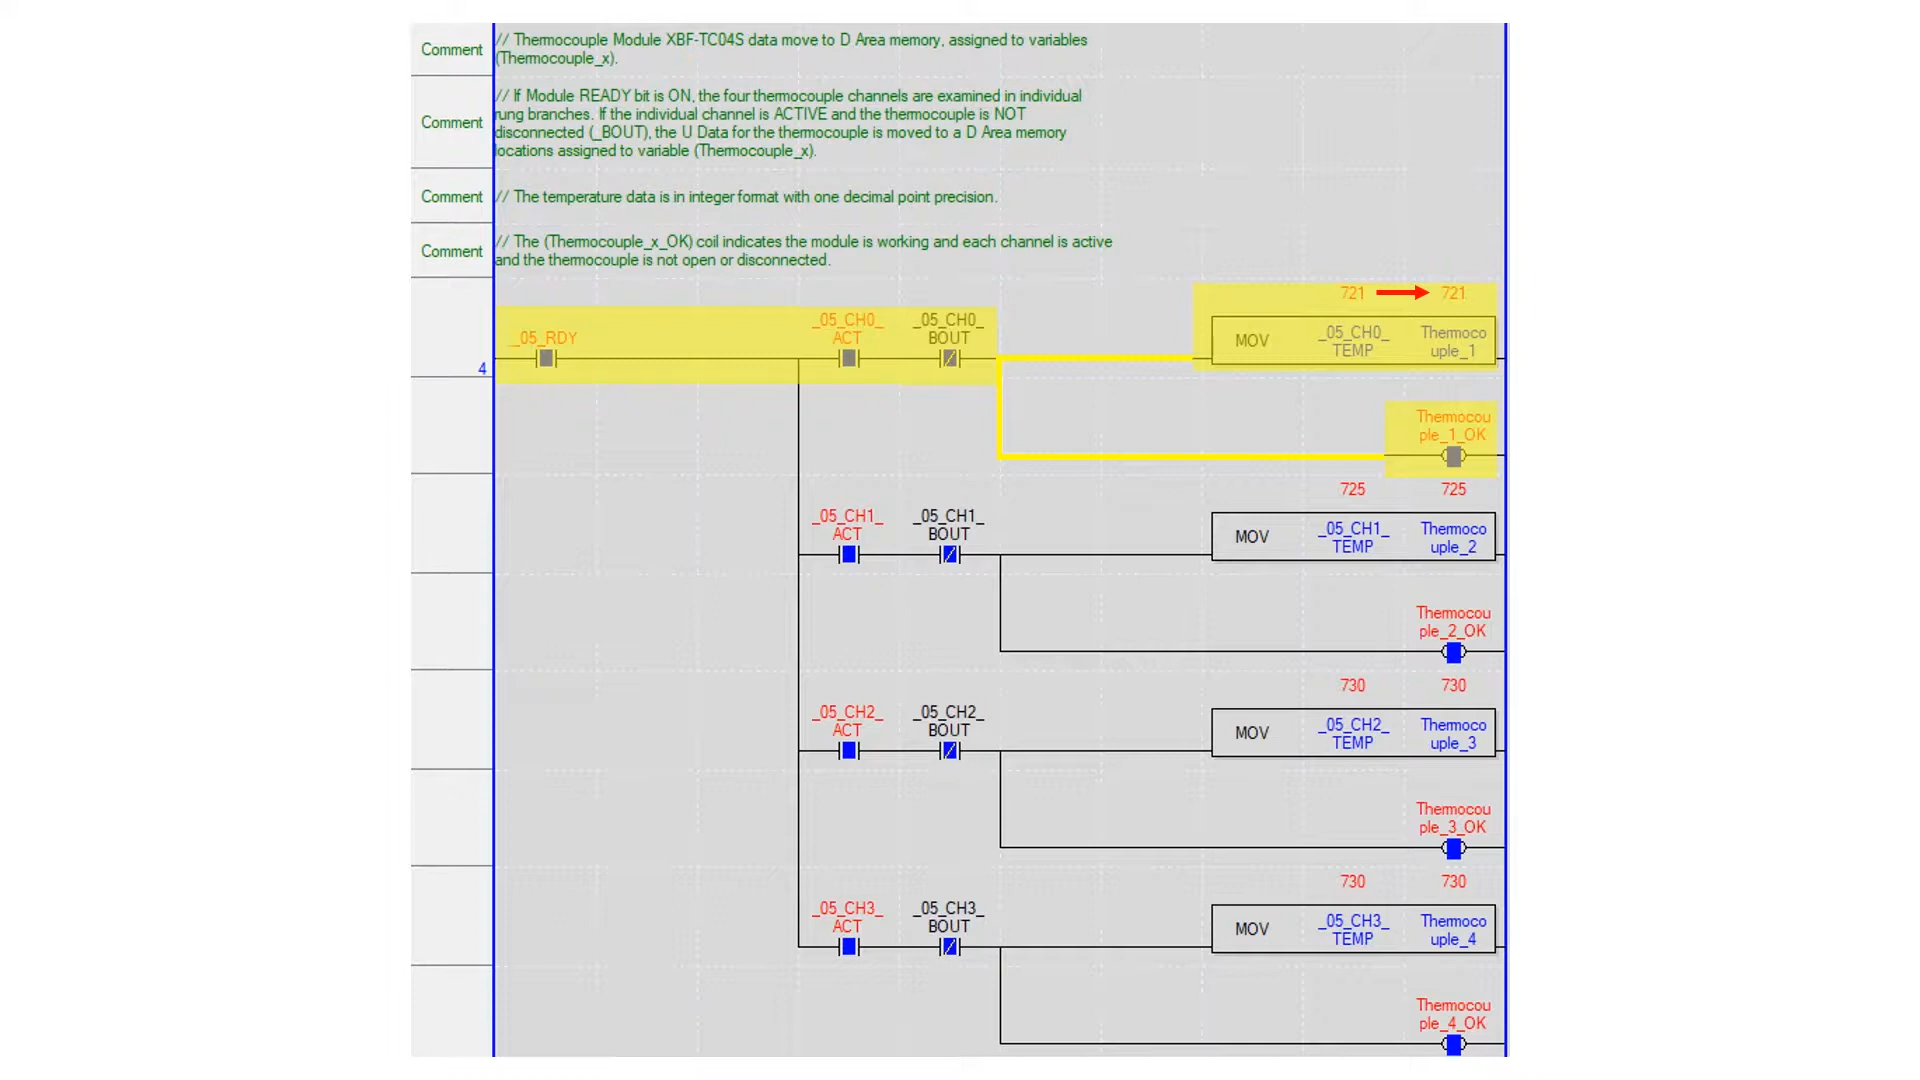 Comment
// Thermocouple Module XBF-TC04S data move to D Area memory, assigned to variables
(Thermocouple_x).
Comment
// If Module READY bit is ON, the four thermocouple channels are examined in individual
rung branches. If the individual channel is ACTIVE and the thermocouple is NOT
disconnected (_BOUT), the U Data for the thermocouple is moved to a D Area memory
locations assigned to variable (Thermocouple_x).
Comment
// The temperature data is in integer format with one decimal point precision.
Comment
// The (Thermocouple_x_OK) coil indicates the module is working and each channel is active
and the thermocouple is not open or disconnected.
721 721
_05_RDY
_05_CH0_
ACT
_05_CH0_
BOUT
MOV
_05_CH0_
TEMP
Thermoco
uple_1
4
Thermocou
ple_1_OK
725 725
_05_CH1_
ACT
_05_CH1_
BOUT
MOV
_05_CH1_
TEMP
Thermoco
uple_2
Thermocou
ple_2_OK
730 730
_05_CH2_
ACT
_05_CH2_
BOUT
MOV
_05_CH2_
TEMP
Thermoco
uple_3
Thermocou
ple_3_OK
730 730
_05_CH3_
ACT
_05_CH3_
BOUT
MOV
_05_CH3_
TEMP
Thermoco
uple_4
Thermocou
ple_4_OK